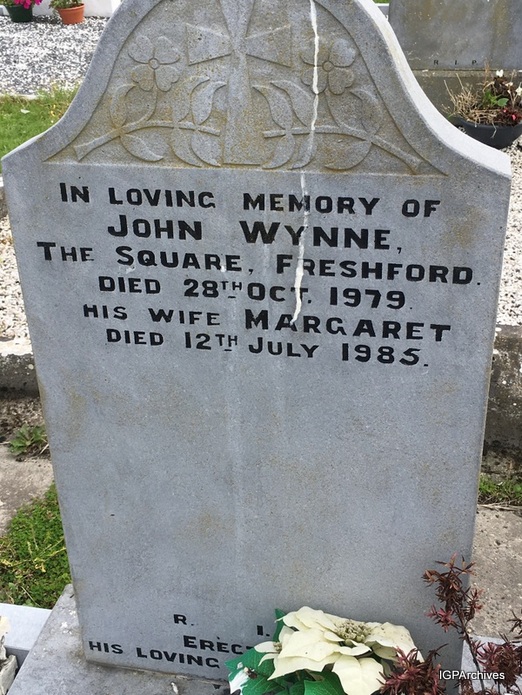 IN LOVING MEMORY OF
JOHN WYNNE,
THE SQUARE, FRESHFORD.
DIED 28TH OCT. 1979.
HIS WIFE MARGARET
DIED 12TH JULY 1985.
R. I.
HIS LOVING
R.I.P.
IGPArchives